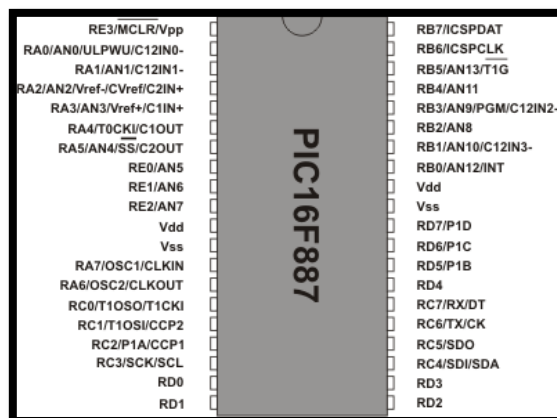 RE3/MCLR/Vpp
RA0/AN0/ULPWU/C12IN0-
RA1/AN1/C12IN1-
RA2/AN2/Vref-/CVref/C2IN+
RA3/AN3/Vref+/C1IN+
RA4/T0CKI/C1OUT
RA5/AN4/SS/C2OUT
RE0/AN5
RE1/AN6
RE2/AN7
Vdd
Vss
RA7/OSC1/CLKIN
RA6/OSC2/CLKOUT
RC0/T1OSO/T1CKI
RC1/T1OSI/CCP2
RC2/P1A/CCP1
RC3/SCK/SCL
RD0
RD1
PIC16F887
RB7/ICSPDAT
RB6/ICSPCLK
RB5/AN13/T1G
RB4/AN11
RB3/AN9/PGM/C12IN2-
RB2/AN8
RB1/AN10/C12IN3-
RB0/AN12/INT
Vdd
Vss
RD7/P1D
RD6/P1C
RD5/P1B
RD4
RC7/RX/DT
RC6/TX/CK
RC5/SDO
RC4/SDI/SDA
RD3
RD2